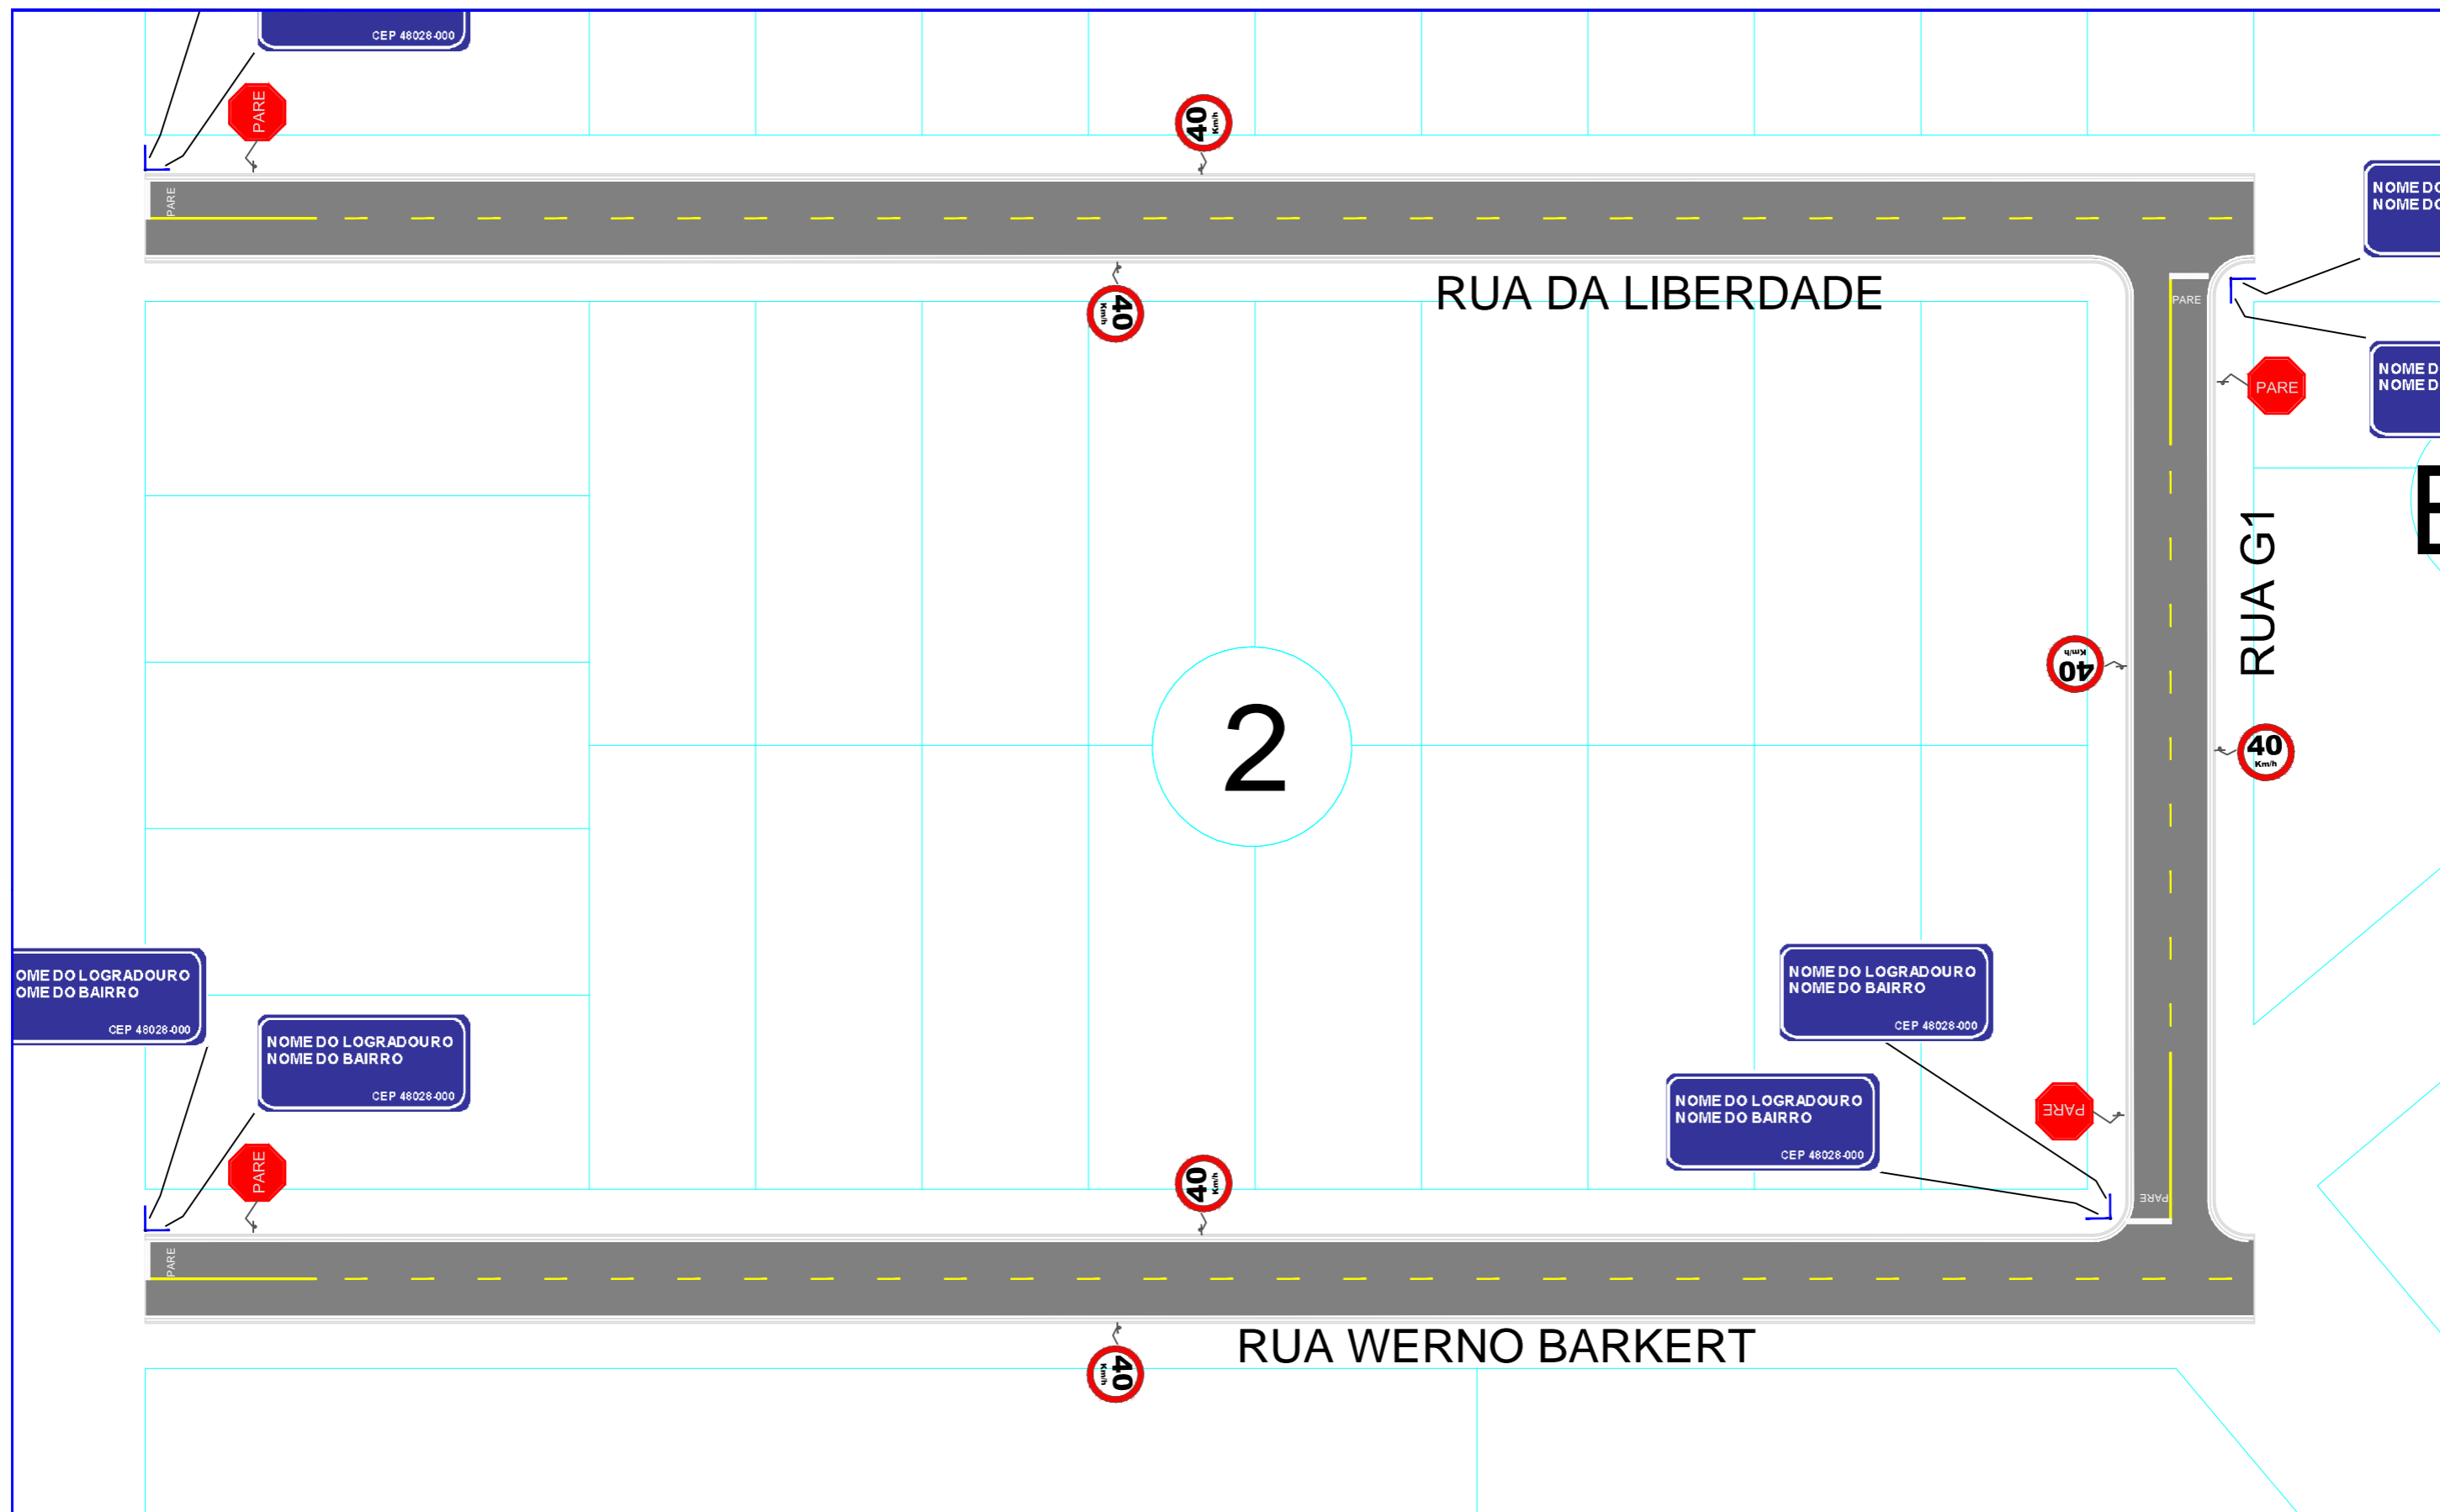 CEP 48028-000
PARE
40
Km/h
PARE
NOME DO
NOME DO
40
Km/h
RUA DA LIBERDADE
PARE
PARE
NOME D
NOME D
RUA G1
40
Km/h
2
40
Km/h
OME DO LOGRADOURO
OME DO BAIRRO
CEP 48028-000
NOME DO LOGRADOURO
NOME DO BAIRRO
CEP 48028-000
NOME DO LOGRADOURO
NOME DO BAIRRO
CEP 48028-000
NOME DO LOGRADOURO
NOME DO BAIRRO
CEP 48028-000
PARE
PARE
40
Km/h
PARE
PARE
RUA WERNO BARKERT
40
Km/h